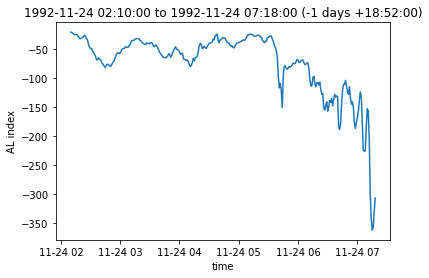 1992-11-24 02:10:00 to 1992-11-24 07:18:00 (-1 days +18:52:00)
−50
−100
−150
−200
−250
−300
−350
AL index
11-24 02 11-24 03 11-24 04 11-24 05 11-24 06 11-24 07
time